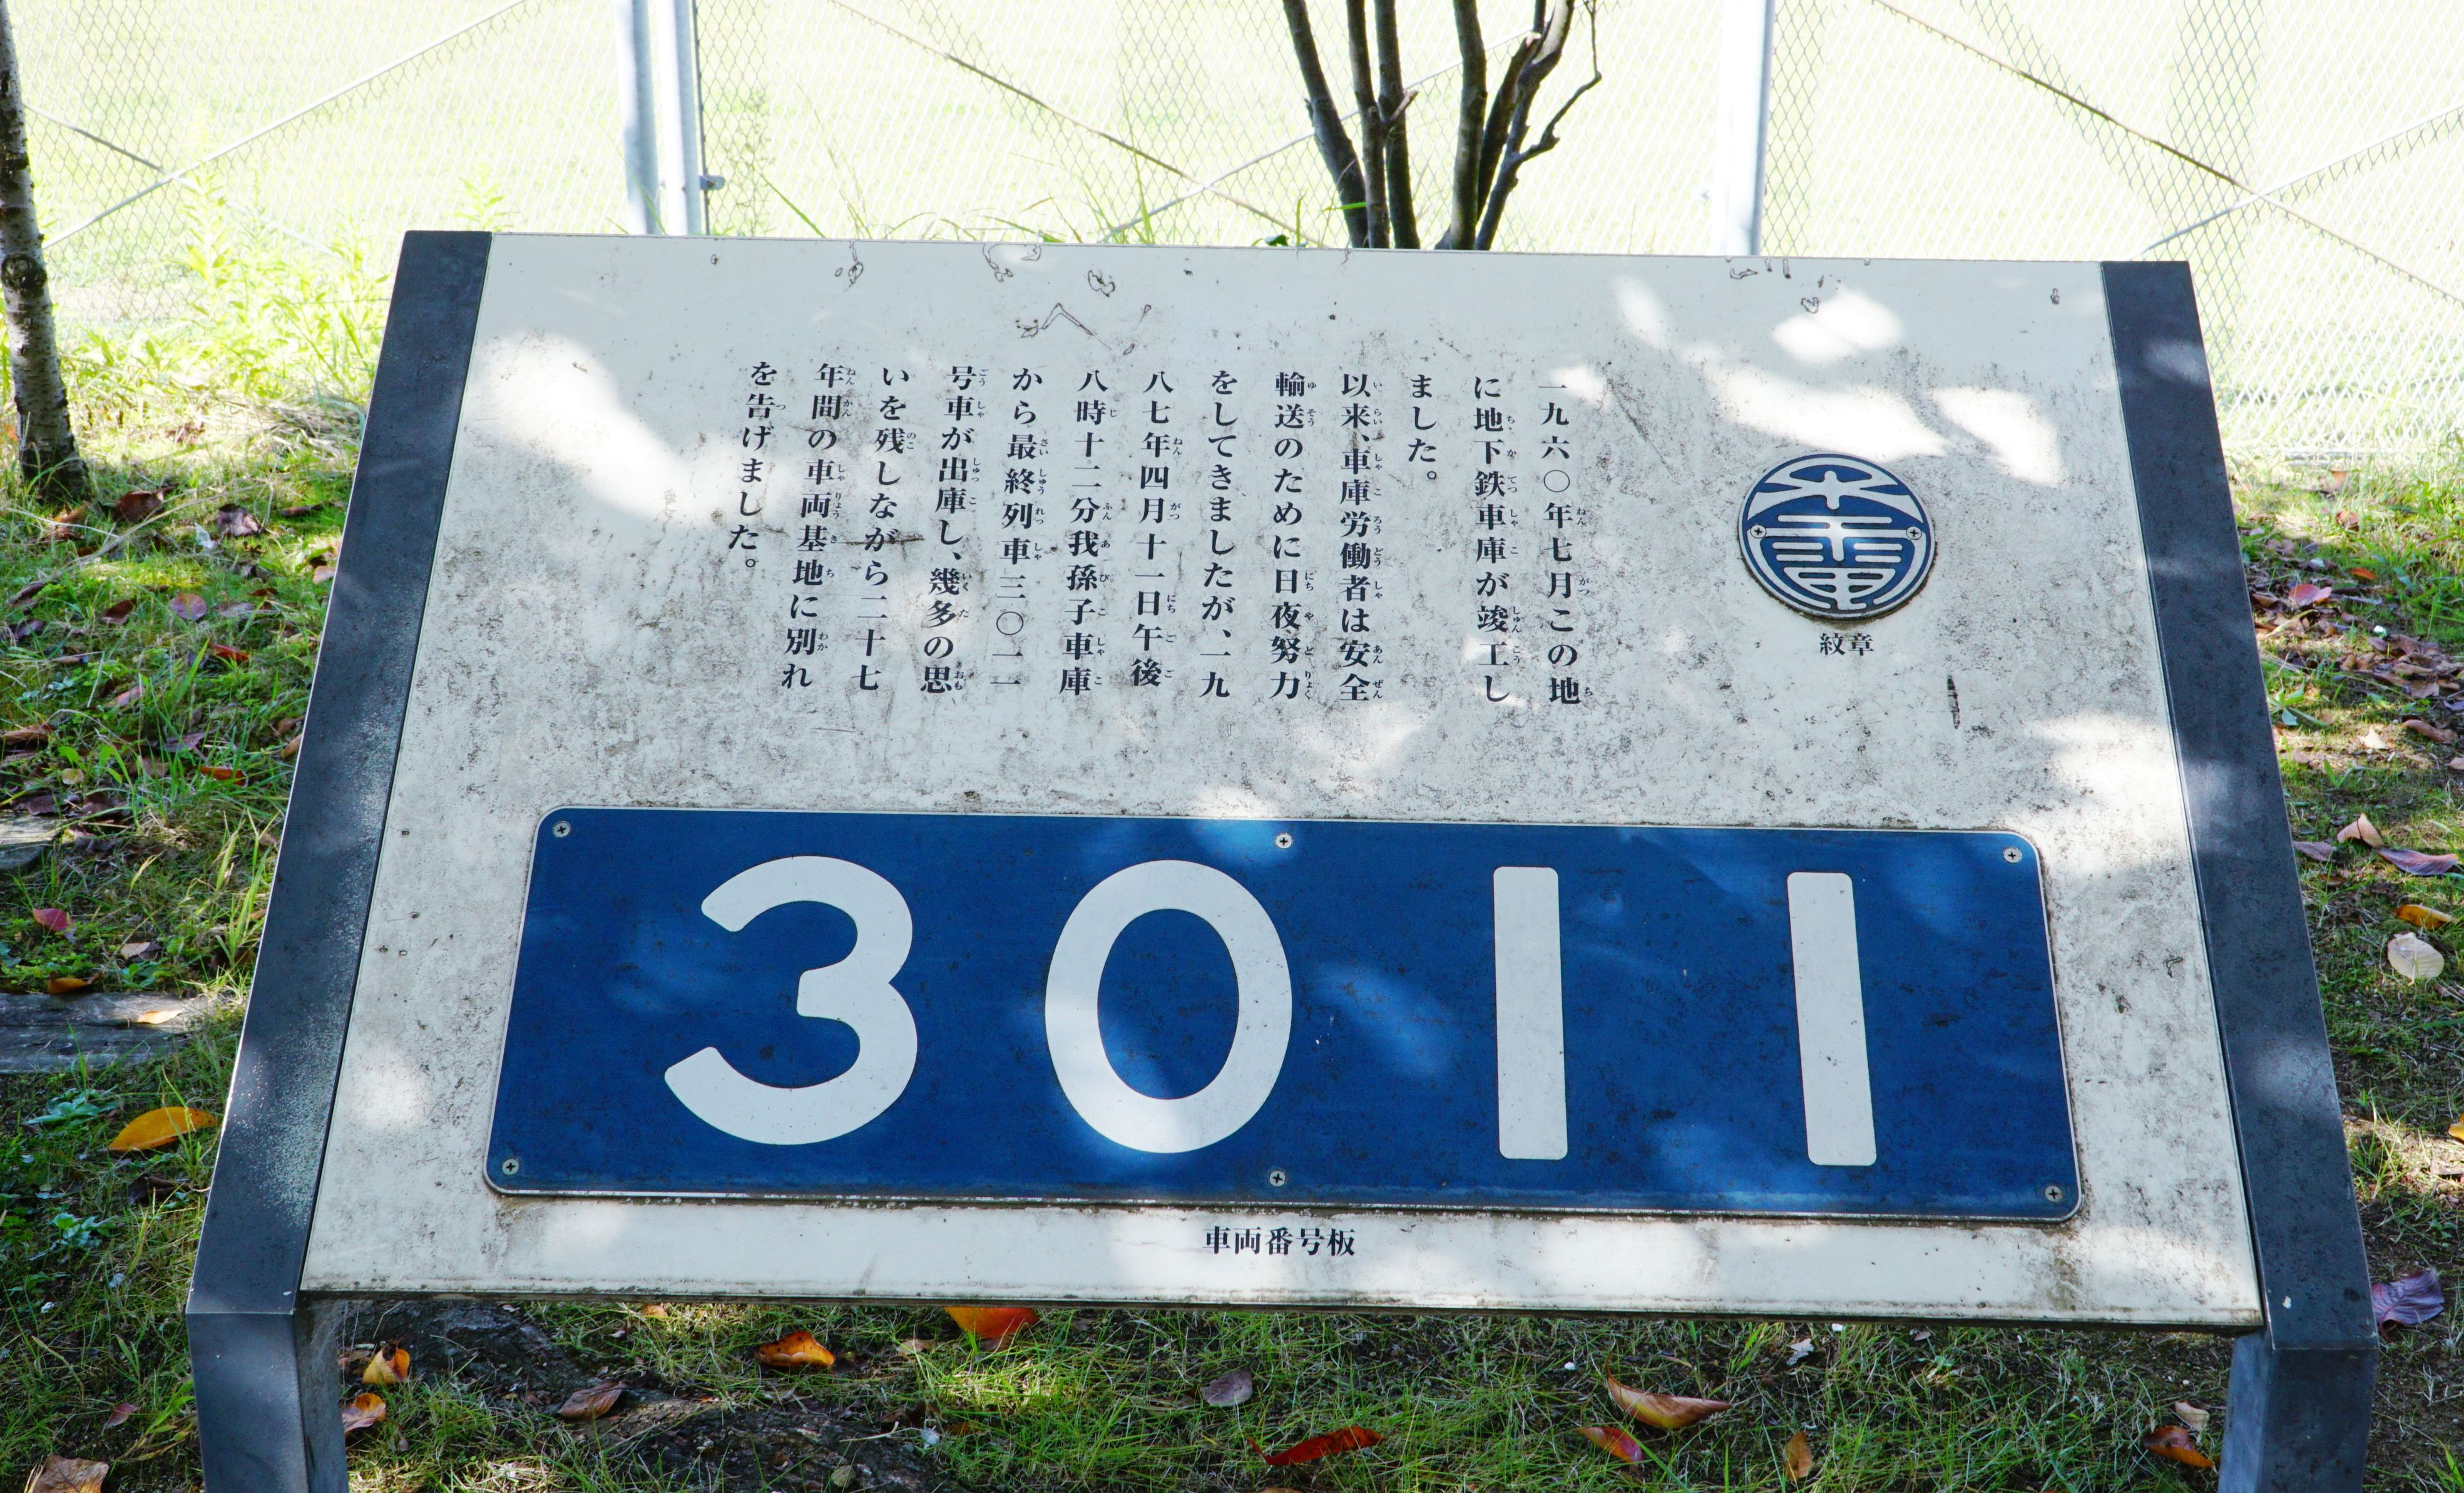 一九六〇年七月この地
に地下鉄車庫が竣工し
ました。
以来、車庫労働者は安全
輸送のために日夜努力
をしてきましたが、一九
八七年四月十一日午後
八時十二分我孫子車庫
から最終列車三〇一一
号車が出庫し、幾多の思
いを残しながら二十七
年間の車両基地に別れ
を告げました。
紋章
3011
車両番号板